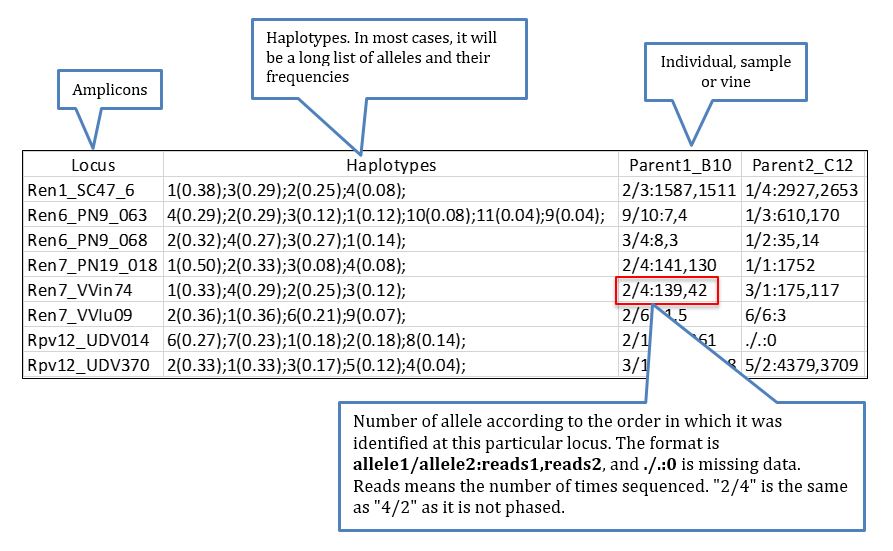 Haplotypes. In most cases, it will
be a long list of alleles and their
frequencies
Individual, sample
or vine
Amplicons
Locus Haplotypes Parent1_B10 Parent2_C12
Ren1_SC47_6 1(0.38);3(0.29);2(0.25);4(0.08); 2/3:1587,1511 1/4:2927,2653
Ren6_PN9_063 4(0.29);2(0.29);3(0.12);1(0.12);10(0.08);11(0.04);9(0.04); 9/10:7,4 1/3:610,170
Ren6_PN9_068 2(0.32);4(0.27);3(0.27);1(0.14); 3/4:8,3 1/2:35,14
Ren7_PN19_018 1(0.50);2(0.33);3(0.08);4(0.08); 2/4:141,130 1/1:1752
Ren7_VVin74 1(0.33);4(0.29);2(0.25);3(0.12); 2/4:139,42 3/1:175,117
Ren7_VVIu09 2(0.36);1(0.36);6(0.21);9(0.07); 2/6 1,5 6/6:3
Rpv12_UDV014 6(0.27);7(0.23);1(0.18);2(0.18);8(0.14); 2/1 61 ./.:0
Rpv12_UDV370 2(0.33);1(0.33);3(0.17);5(0.12);4(0.04); 3/1 8 5/2:4379,3709
Number of allele according to the order in which it was
identified at this particular locus. The format is
allele1/allele2:reads1,reads2, and ./.:0 is missing data.
Reads means the number of times sequenced. "2/4" is the same
as "4/2" as it is not phased.